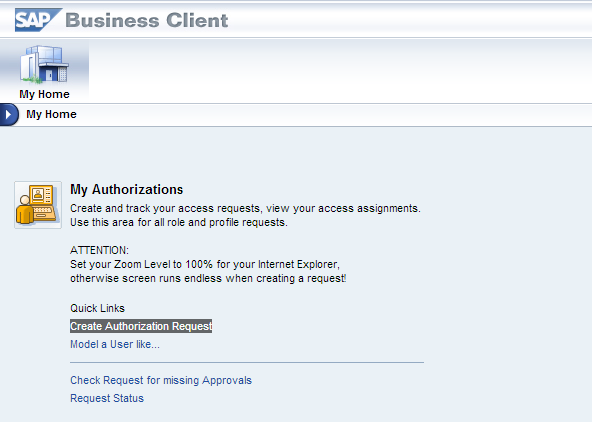 SAP Business Client
My Home
My Home
My Authorizations
Create and track your access requests, view your access assignments.
Use this area for all role and profile requests.
ATTENTION:
Set your Zoom Level to 100% for your Internet Explorer,
otherwise screen runs endless when creating a request!
Quick Links
Create Authorization Request
Model a User like...
Check Request for missing Approvals
Request Status